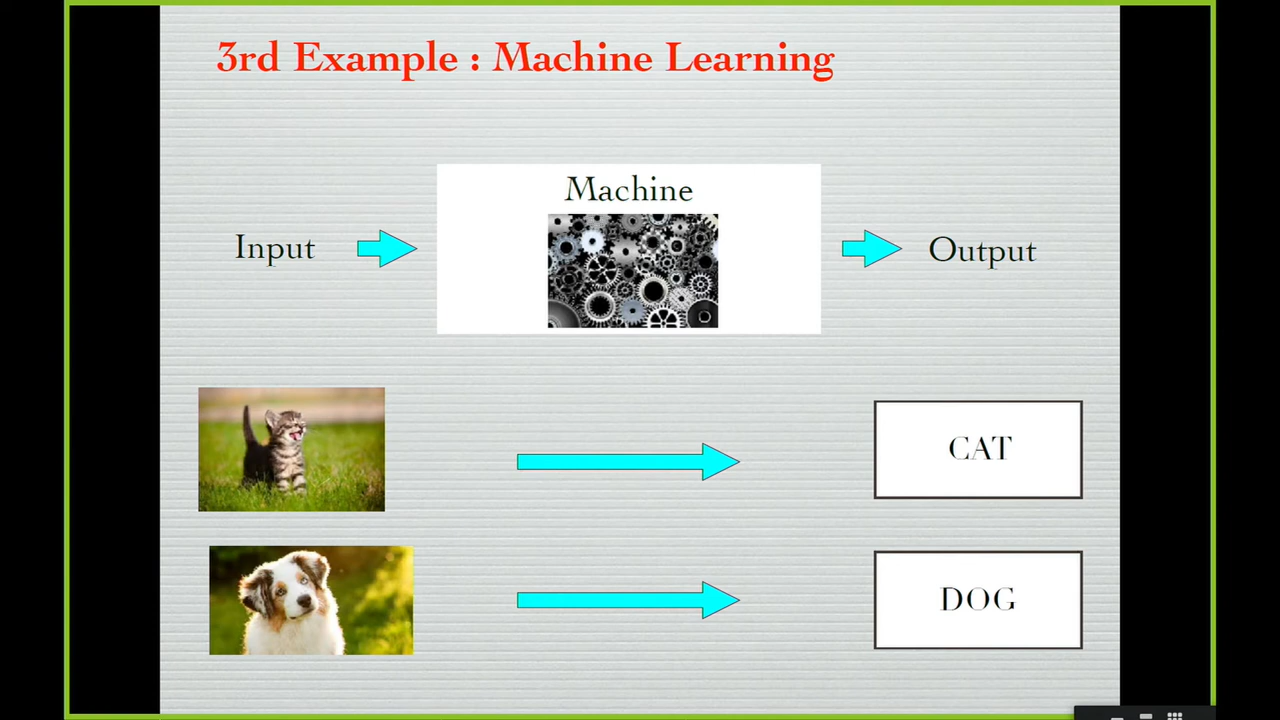 3rd Example : Machine Learning
Machine
Input
Output
CAT
DOG